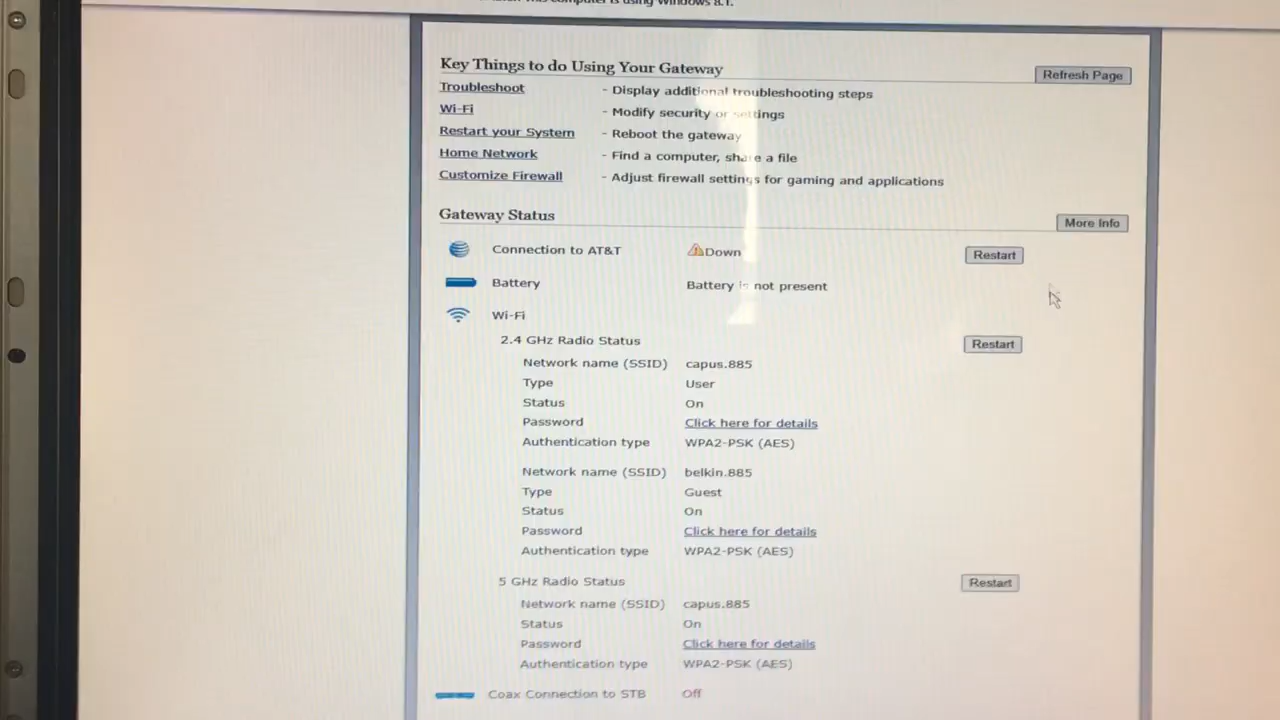 computer is using Windows 8.1.
Key Things to do Using Your Gateway
Refresh Page
Troubleshoot - Display additional troubleshooting steps
Wi-Fi - Modify security or settings
Restart your System - Reboot the gateway
Home Network - Find a computer, share a file
Customize Firewall - Adjust firewall settings for gaming and applications
Gateway Status
More Info
Connection to AT&T Down Restart
Battery Battery is not present
Wi-Fi
2.4 GHz Radio Status Restart
Network name (SSID) capus.885
Type User
Status On
Password Click here for details
Authentication type WPA2-PSK (AES)
Network name (SSID) belkin.885
Type Guest
Status On
Password Click here for details
Authentication type WPA2-PSK (AES)
5 GHz Radio Status Restart
Network name (SSID) capus.885
Status On
Password Click here for details
Authentication type WPA2-PSK (AES)
Coax Connection to STB Off